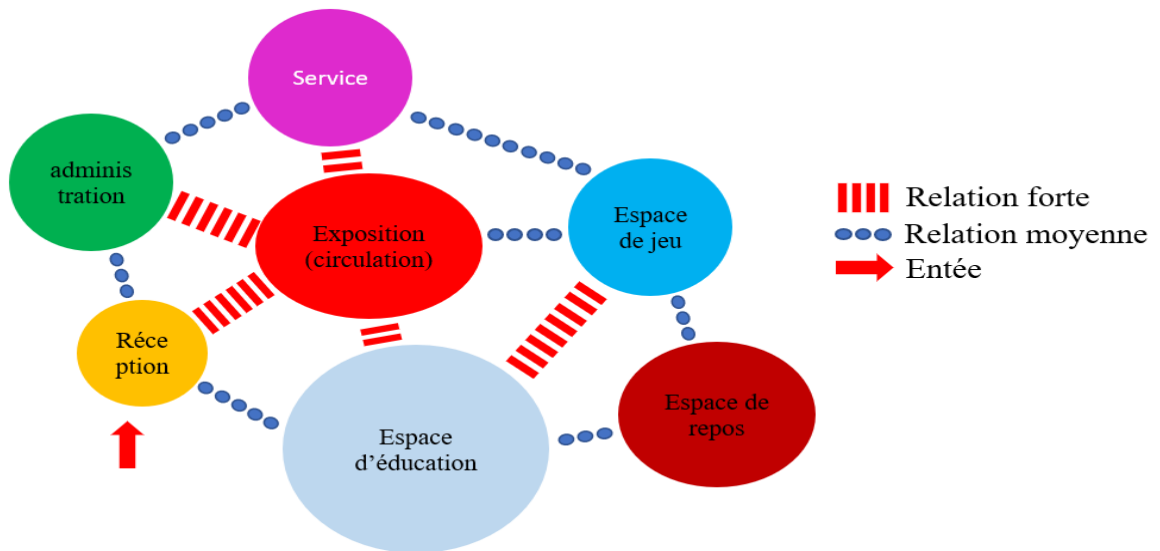 Service
adminis
tration
Exposition
(circulation)
Espace
de jeu
Réce
ption
Espace
d’éducation
Espace de
repos
Relation forte
Relation moyenne
Entée